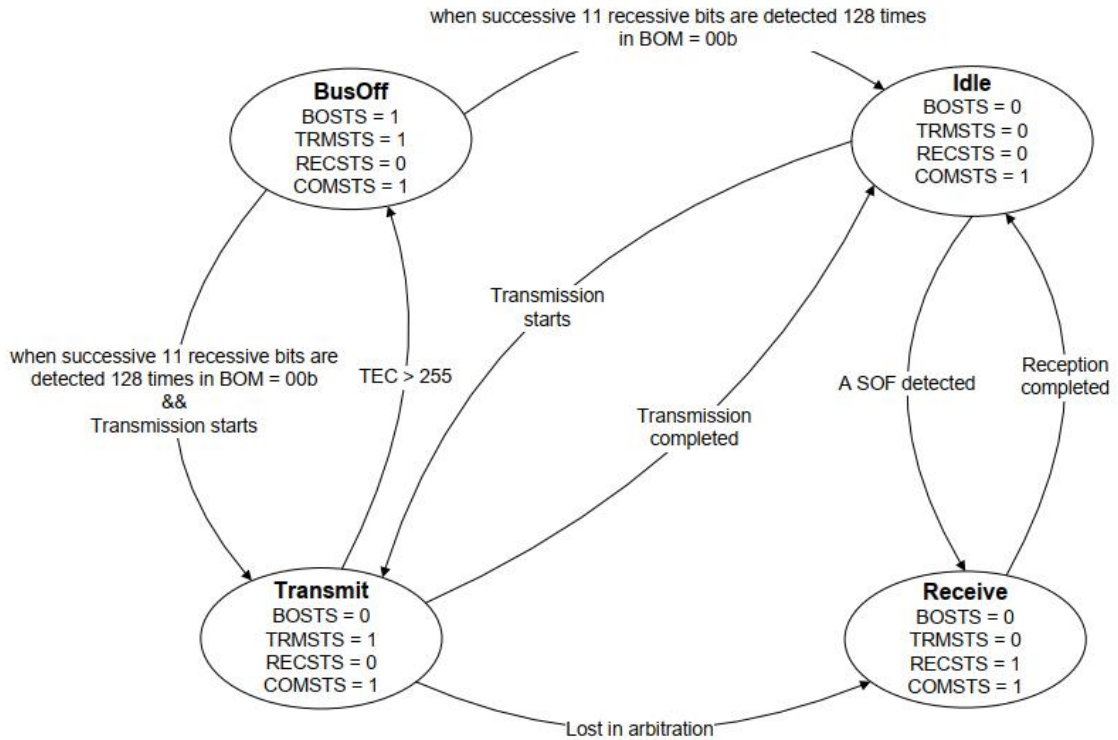 when successive 11 recessive bits are detected 128 times
in BOM = 00b
BusOff
BOSTS = 1
TRMSTS = 1
RECSTS = 0
COMSTS = 1
Idle
BOSTS = 0
TRMSTS = 0
RECSTS = 0
COMSTS = 1
Transmission
starts
when successive 11 recessive bits are
detected 128 times in BOM = 00b
&&
Transmission starts
TEC > 255
Transmission
completed
A SOF detected
Reception
completed
Transmit
BOSTS = 0
TRMSTS = 1
RECSTS = 0
COMSTS = 1
Receive
BOSTS = 0
TRMSTS = 0
RECSTS = 1
COMSTS = 1
Lost in arbitration